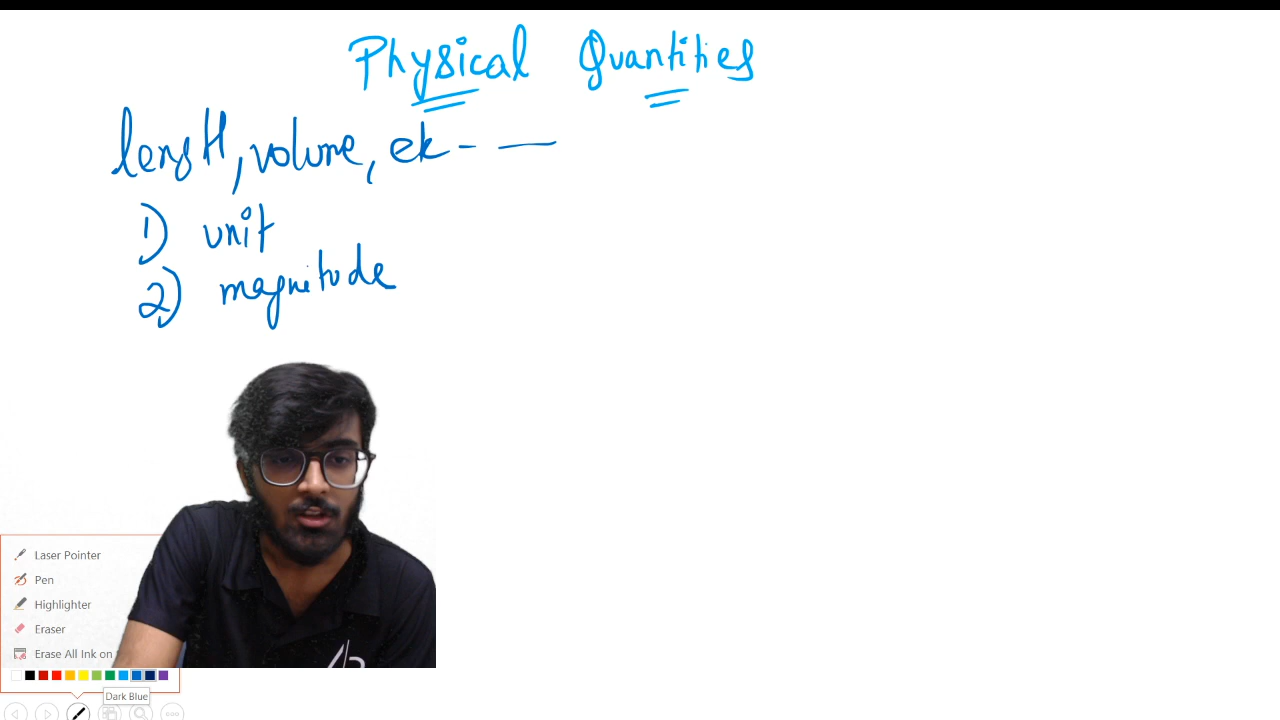 Physical Quantities
length, volume, etc - —
1) unit
2) magnitude
Laser Pointer
Pen
Highlighter
Eraser
Erase All Ink on
Dark Blue